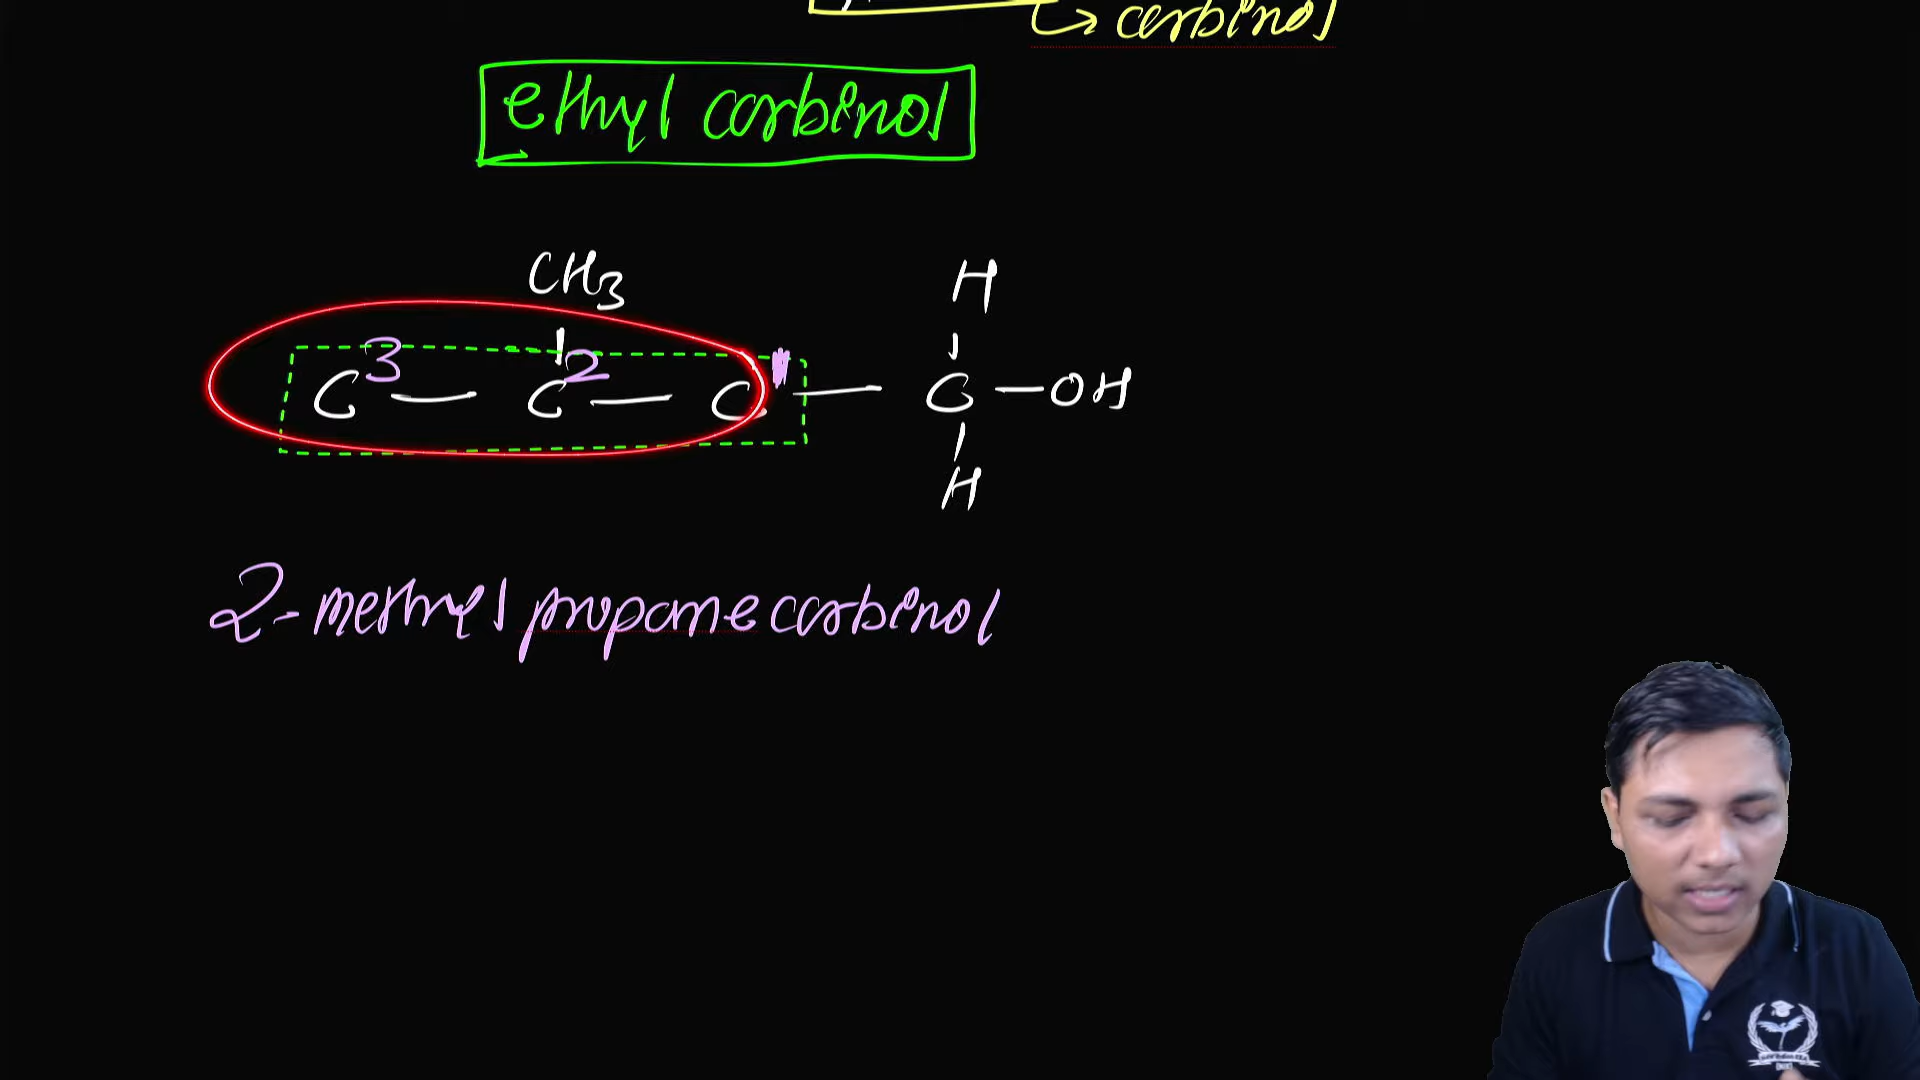 ↳ carbinol
ethyl carbinol
CH3 H
C3 — C2 — C1 — C — OH
H
2-methyl propane carbinol